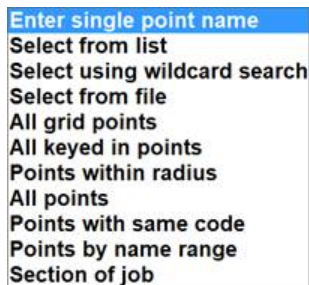 Enter single point name
Select from list
Select using wildcard search
Select from file
All grid points
All keyed in points
Points within radius
All points
Points with same code
Points by name range
Section of job